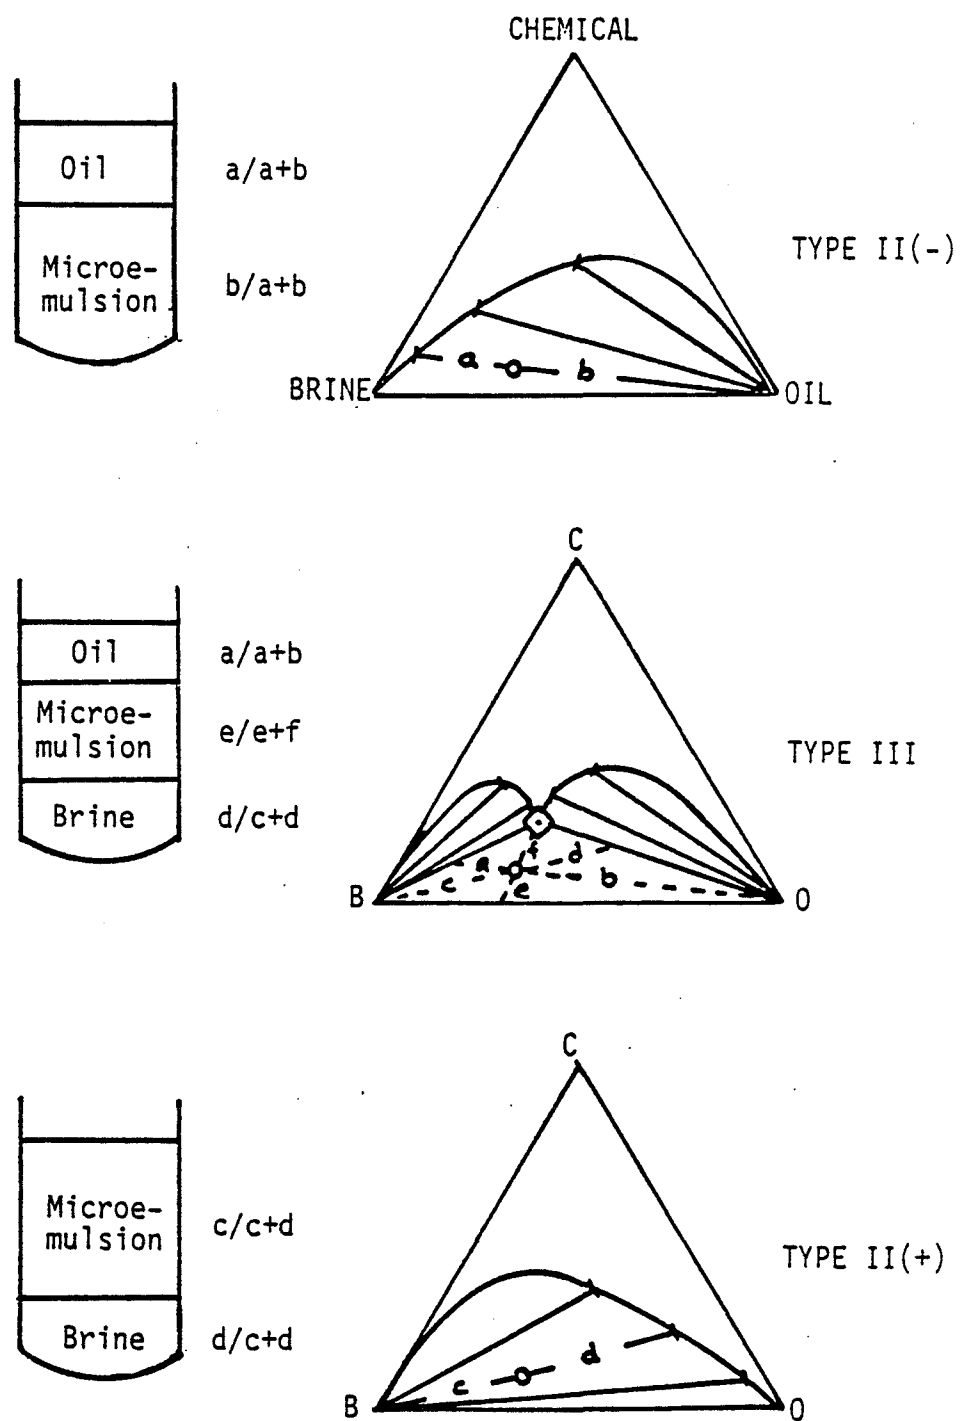 CHEMICAL
Oil
a/a+b
Microe-
mulsion
b/a+b
TYPE II(-)
a
b
BRINE
OIL
C
Oil
a/a+b
Microe-
mulsion
e/e+f
TYPE III
Brine
d/c+d
f
d
a
c
e
b
B
O
C
Microe-
mulsion
c/c+d
TYPE II(+)
Brine
d/c+d
d
c
B
O